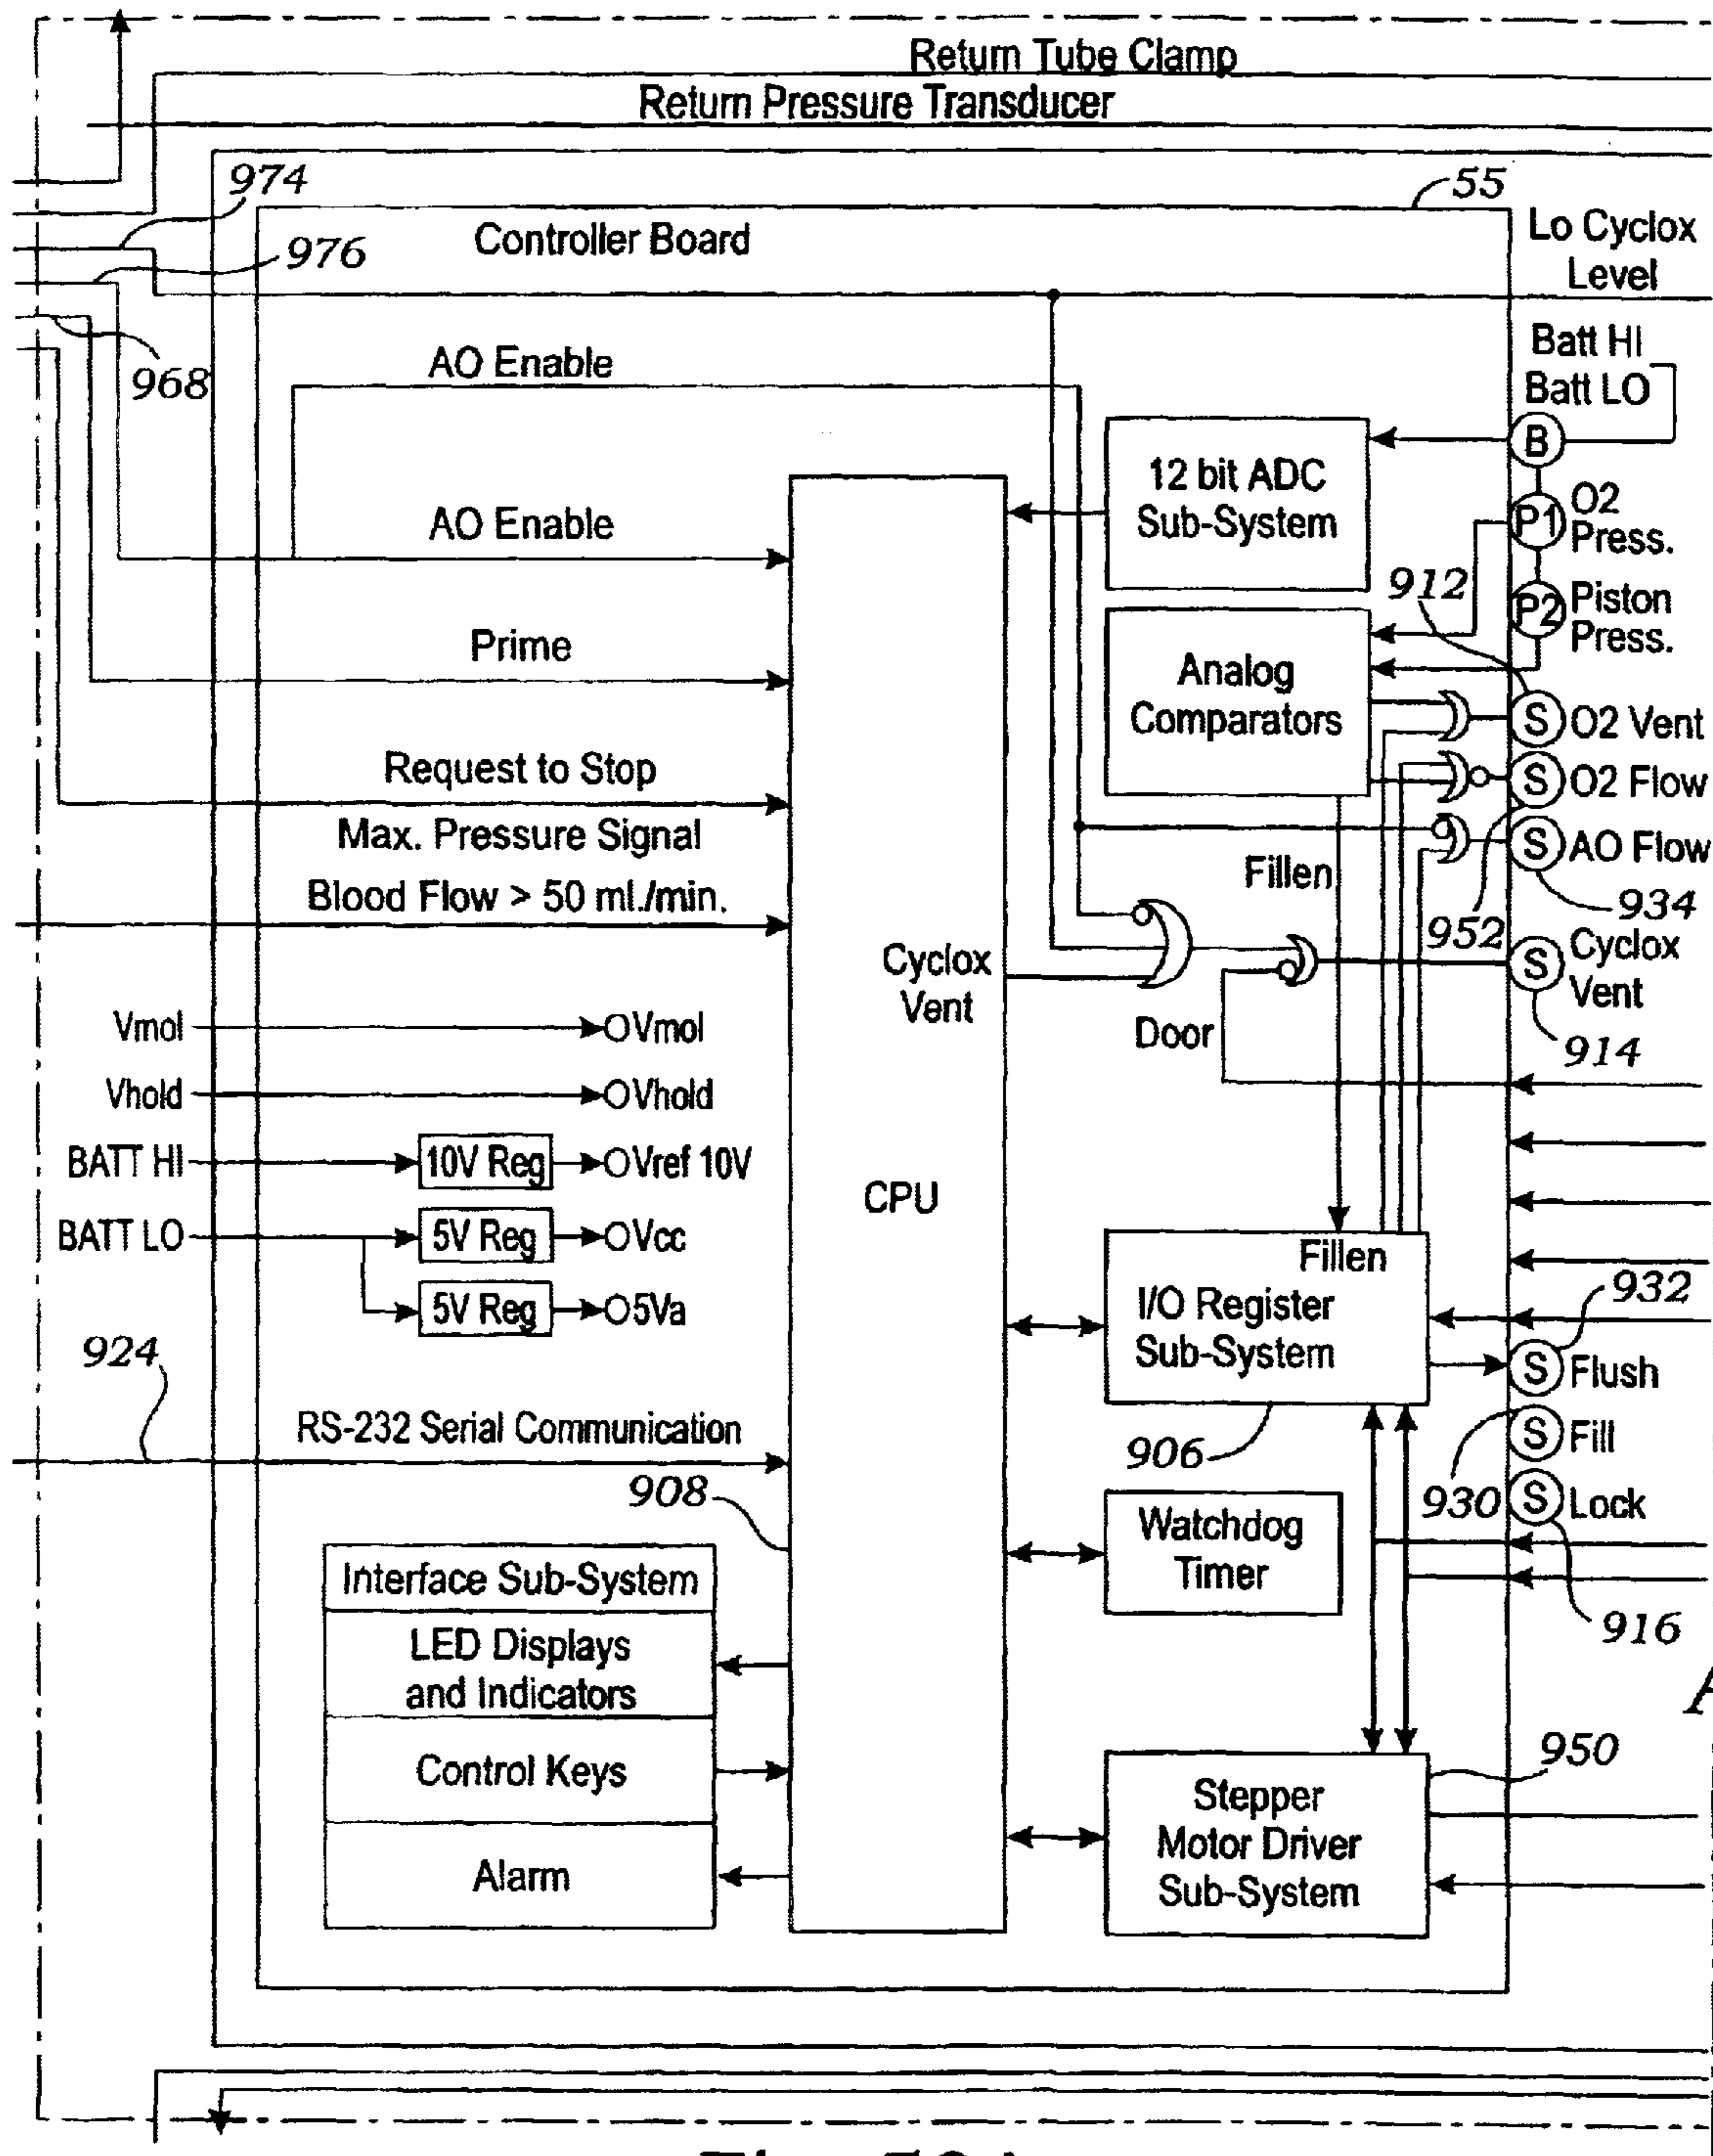 Return Tube Clamp
Return Pressure Transducer
974
55
976
Controller Board
Lo Cyclox
Level
968
AO Enable
Batt HI
Batt LO
B
12 bit ADC
Sub-System
AO Enable
P1
O2
Press.
912
P2
Piston
Press.
Prime
Analog
Comparators
S
O2 Vent
Request to Stop
S
O2 Flow
Max. Pressure Signal
S
AO Flow
Fillen
Blood Flow > 50 ml./min.
934
952
Cyclox
Vent
S
Cyclox
Vent
Door
914
Vmol
Vmol
Vhold
Vhold
BATT HI
10V Reg
Vref 10V
CPU
BATT LO
5V Reg
Vcc
Fillen
I/O Register
Sub-System
932
5V Reg
5Va
924
S
Flush
RS-232 Serial Communication
S
Fill
906
908
930
S
Lock
Watchdog
Timer
Interface Sub-System
916
LED Displays
and Indicators
950
Control Keys
Stepper
Motor Driver
Sub-System
Alarm